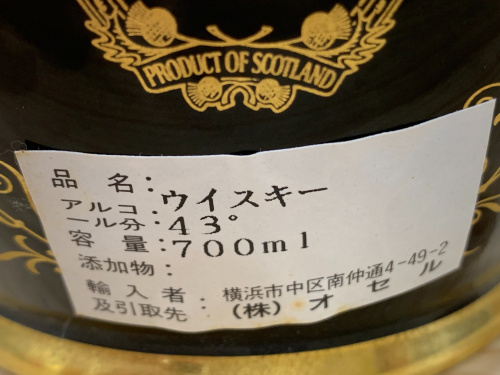 PRODUCT OF SCOTLAND
品名：ウイスキー
アルコール分：43°
容量：700ml
添加物：
輸入者及引取先：横浜市中区南仲通4-49-2
(株)オセル